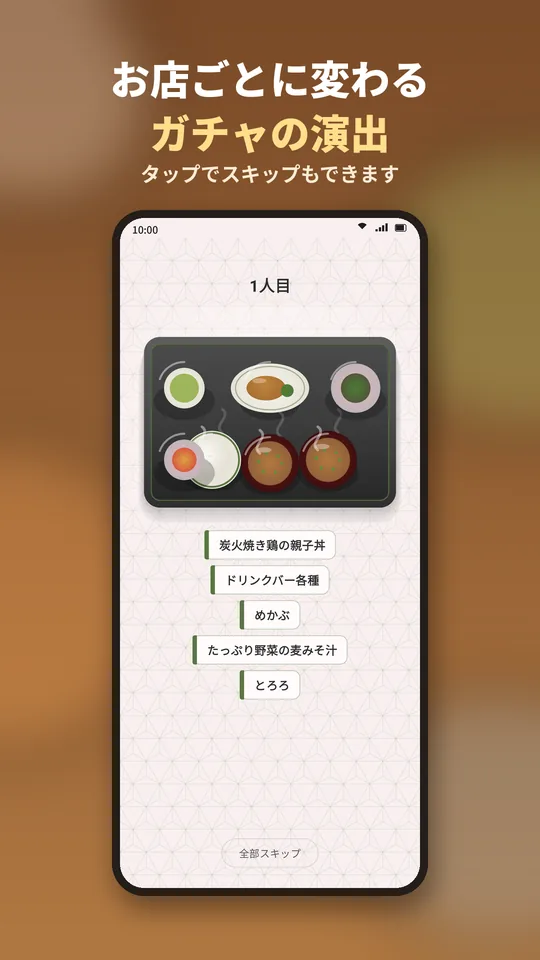 お店ごとに変わる
ガチャの演出
タップでスキップもできます
10:00
1人目
炭火焼き鶏の親子丼
ドリンクバー各種
めかぶ
たっぷり野菜の麦みそ汁
とろろ
全部スキップ